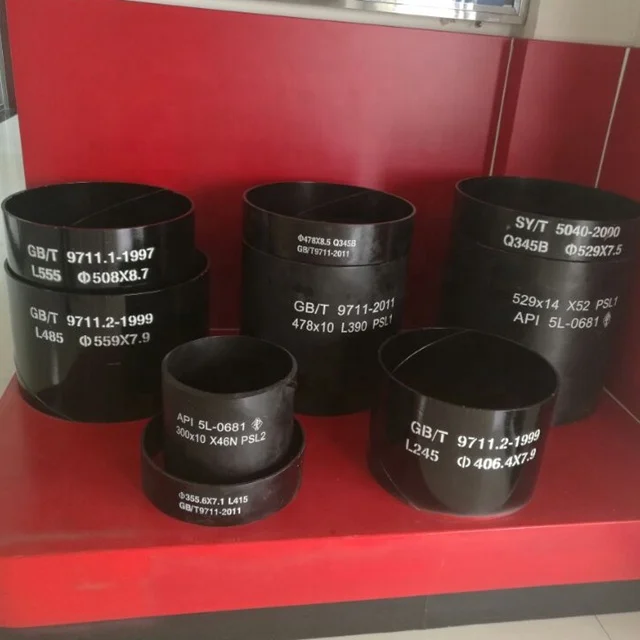 GB/T 9711.1-1997
L555 Φ508X8.7
GB/T 9711.2-1999
L485 Φ559X7.9
Φ478X8.5 Q345B
GB/T9711-2011
GB/T 9711-2011
478x10 L390 PSL1
SY/T 5040-2000
Q345B Φ529X7.5
529x14 X52 PSL1
API 5L-0681
API 5L-0681
300x10 X46N PSL2
Φ355.6X7.1 L415
GB/T9711-2011
GB/T 9711.2-1999
L245 Φ406.4X7.9